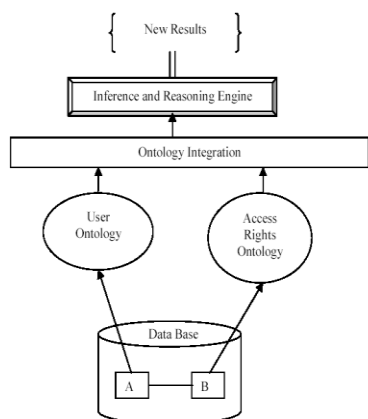 New Results
Inference and Reasoning Engine
Ontology Integration
User
Ontology
Access
Rights
Ontology
Data Base
A
B